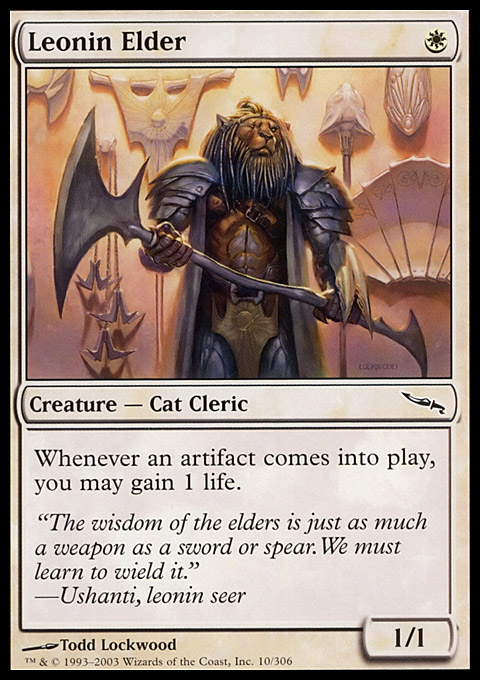 Leonin Elder
LOCKWOOD
Creature — Cat Cleric
Whenever an artifact comes into play,
you may gain 1 life.
“The wisdom of the elders is just as much
a weapon as a sword or spear. We must
learn to wield it.”
—Ushanti, leonin seer
Todd Lockwood
1/1
™ & © 1993–2003 Wizards of the Coast, Inc. 10/306